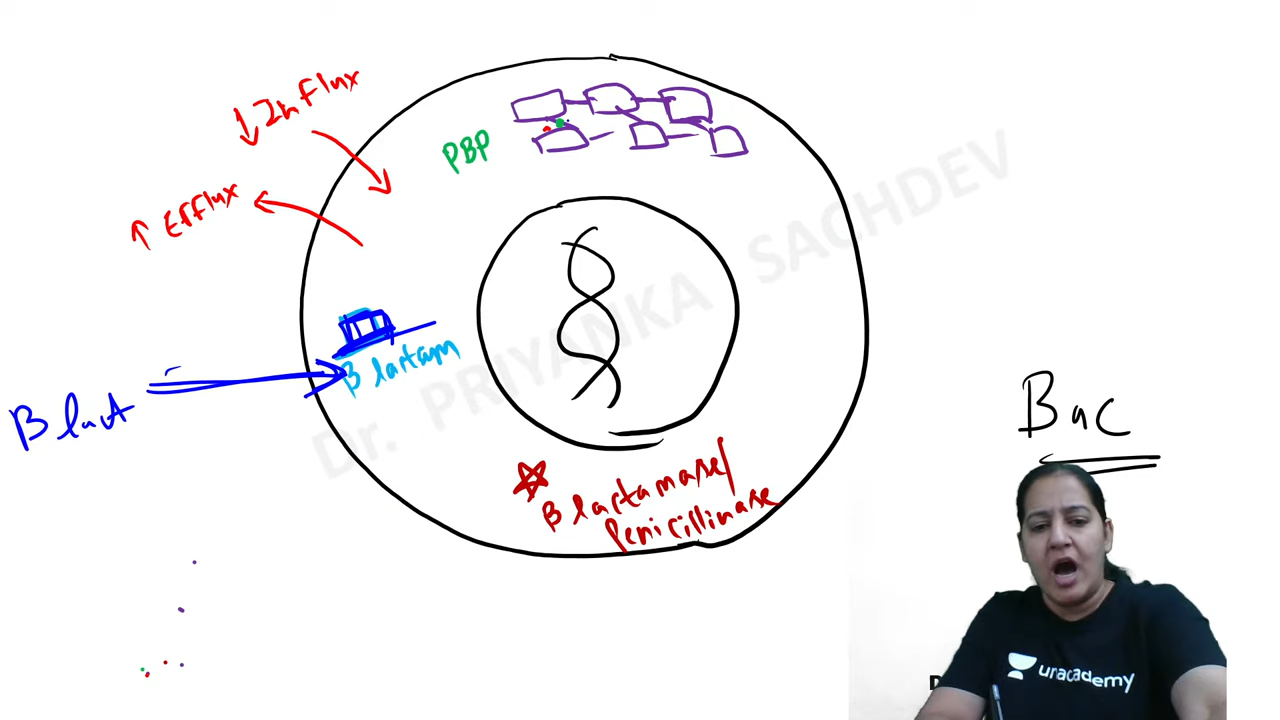 ↓ Influx
↑ Efflux
PBP
B lactam
B lact
B lactamase/
Penicillinase
Bac
Dr. PRIYANKA SACHDEV
unacademy
D